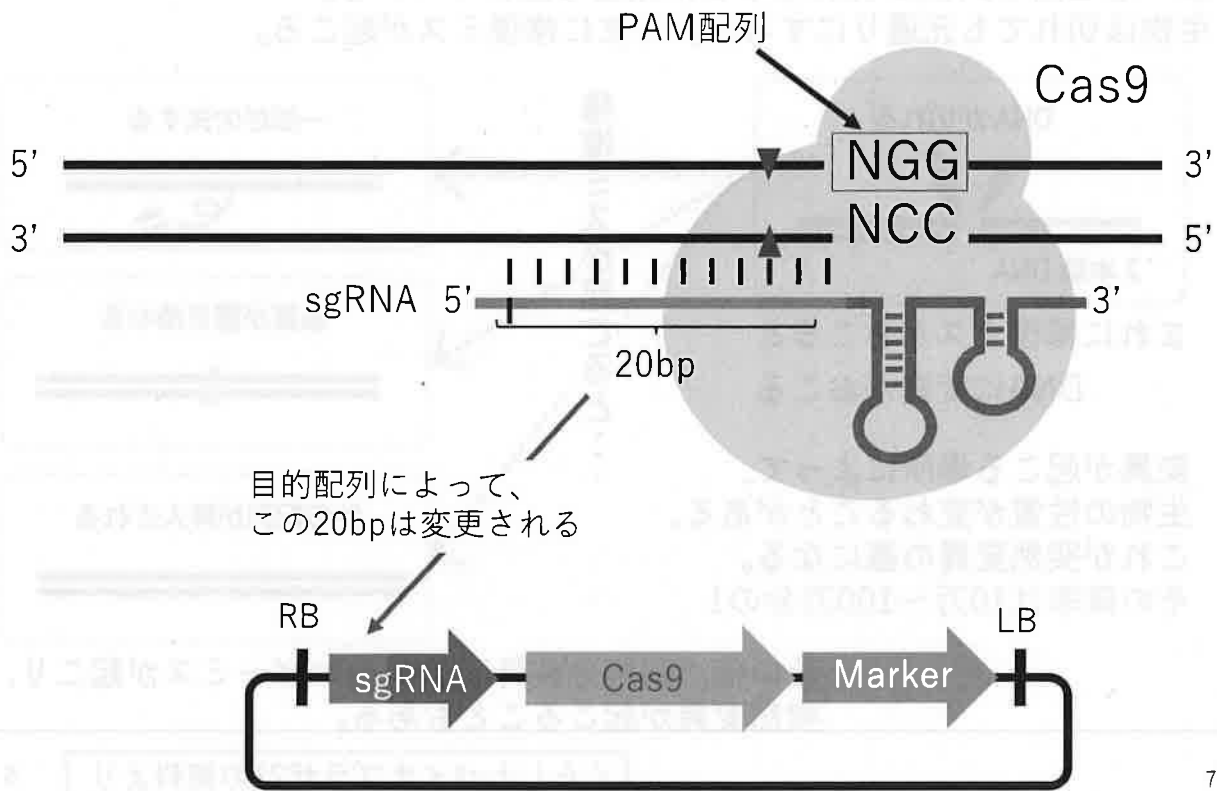 PAM配列
Cas9
5' NGG 3'
3' NCC 5'
sgRNA 5' 3'
20bp
目的配列によって、
この20bpは変更される
RB LB
sgRNA Cas9 Marker
7